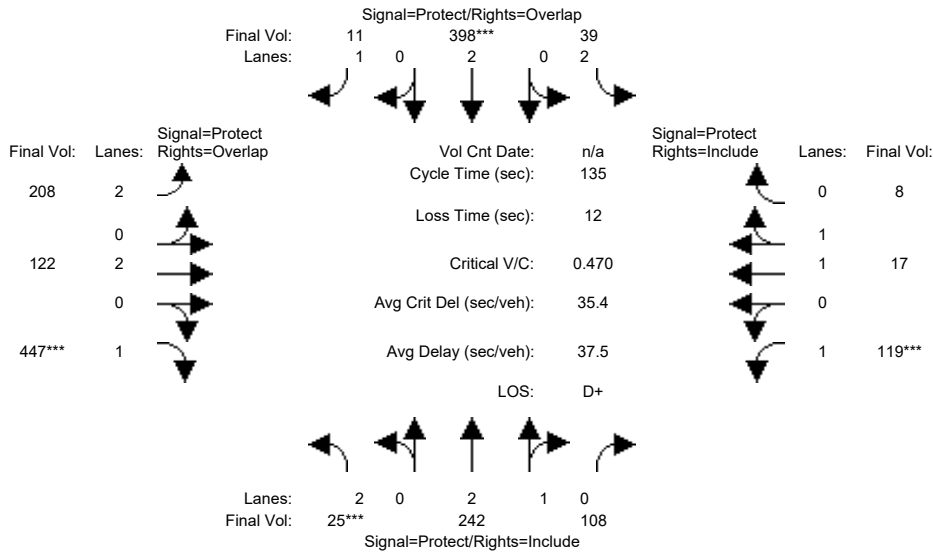 Signal=Protect/Rights=Overlap
Final Vol: 11 398*** 39
Lanes: 1 0 2 0 2
Signal=Protect
Final Vol: Lanes: Rights=Overlap
Vol Cnt Date: n/a
Signal=Protect
Rights=Include Lanes: Final Vol:
Cycle Time (sec): 135
208 2
0 8
Loss Time (sec): 12
0
1
122 2
Critical V/C: 0.470
1 17
0
Avg Crit Del (sec/veh): 35.4
0
447*** 1
Avg Delay (sec/veh): 37.5
1 119***
LOS: D+
Lanes: 2 0 2 1 0
Final Vol: 25*** 242 108
Signal=Protect/Rights=Include